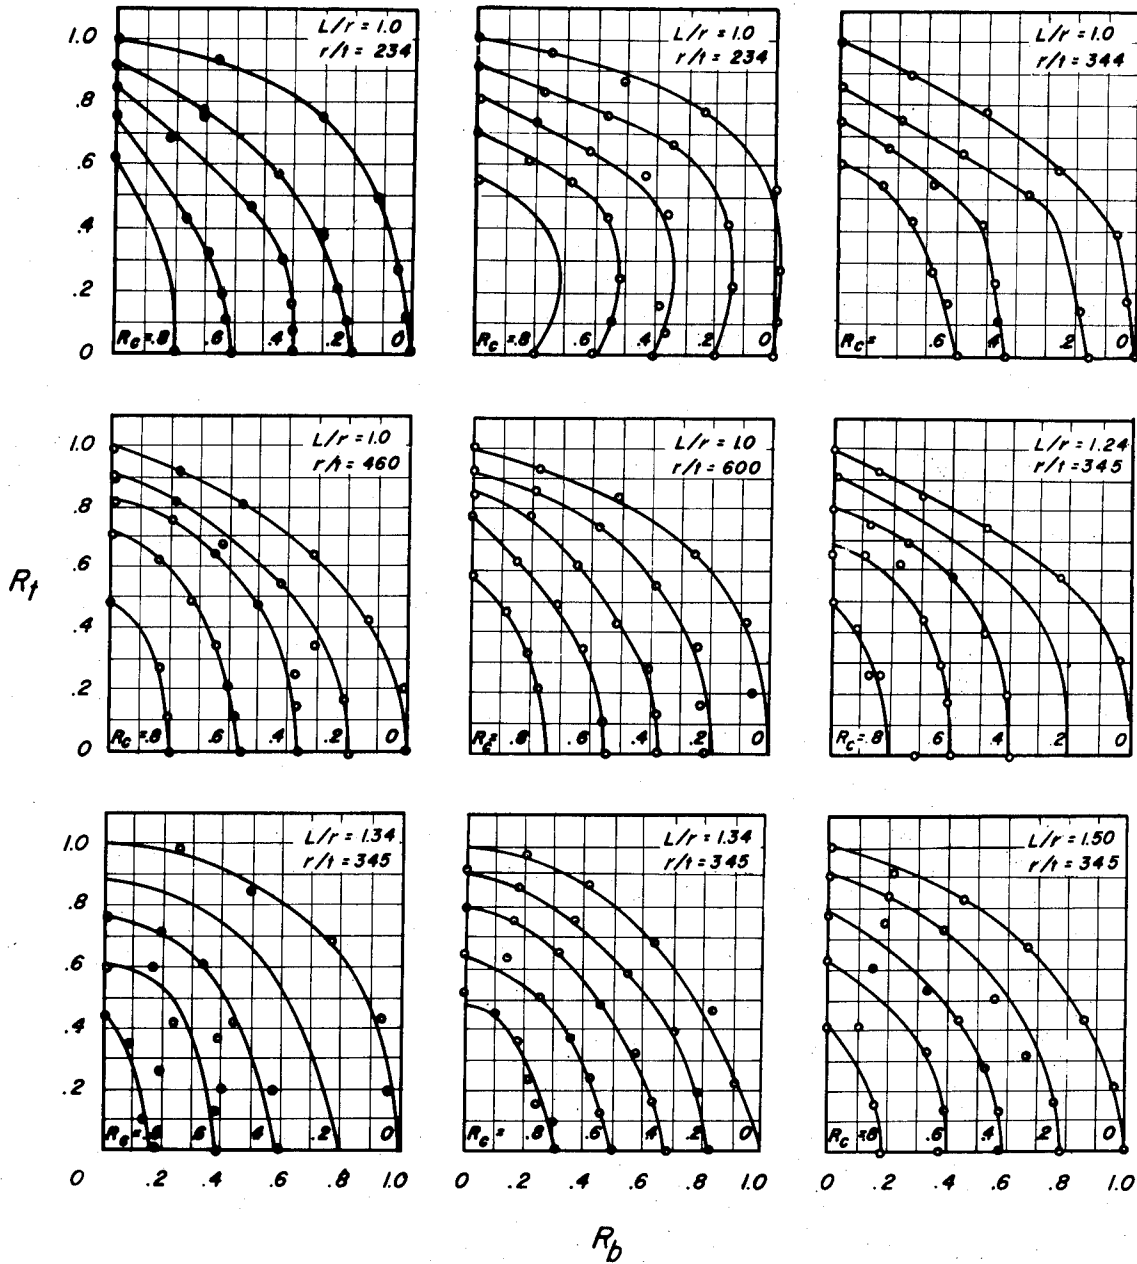 L/r = 1.0
r/t = 234
L/r = 1.0
r/t = 234
L/r = 1.0
r/t = 344
1.0
.8
.6
.4
.2
0
Rc = .8 .6 .4 .2 0
Rc = .8 .6 .4 .2 0
Rc = .6 .4 .2 0
L/r = 1.0
r/t = 460
L/r = 1.0
r/t = 600
L/r = 1.24
r/t = 345
1.0
.8
.6
.4
.2
0
Rt
Rc = .8 .6 .4 .2 0
Rc = .8 .6 .4 .2 0
Rc = .8 .6 .4 .2 0
L/r = 1.34
r/t = 345
L/r = 1.34
r/t = 345
L/r = 1.50
r/t = 345
1.0
.8
.6
.4
.2
Rc = .8 .6 .4 .2 0
Rc = .8 .6 .4 .2 0
Rc = .8 .6 .4 .2 0
0 .2 .4 .6 .8 1.0
0 .2 .4 .6 .8 1.0
0 .2 .4 .6 .8 1.0
Rb